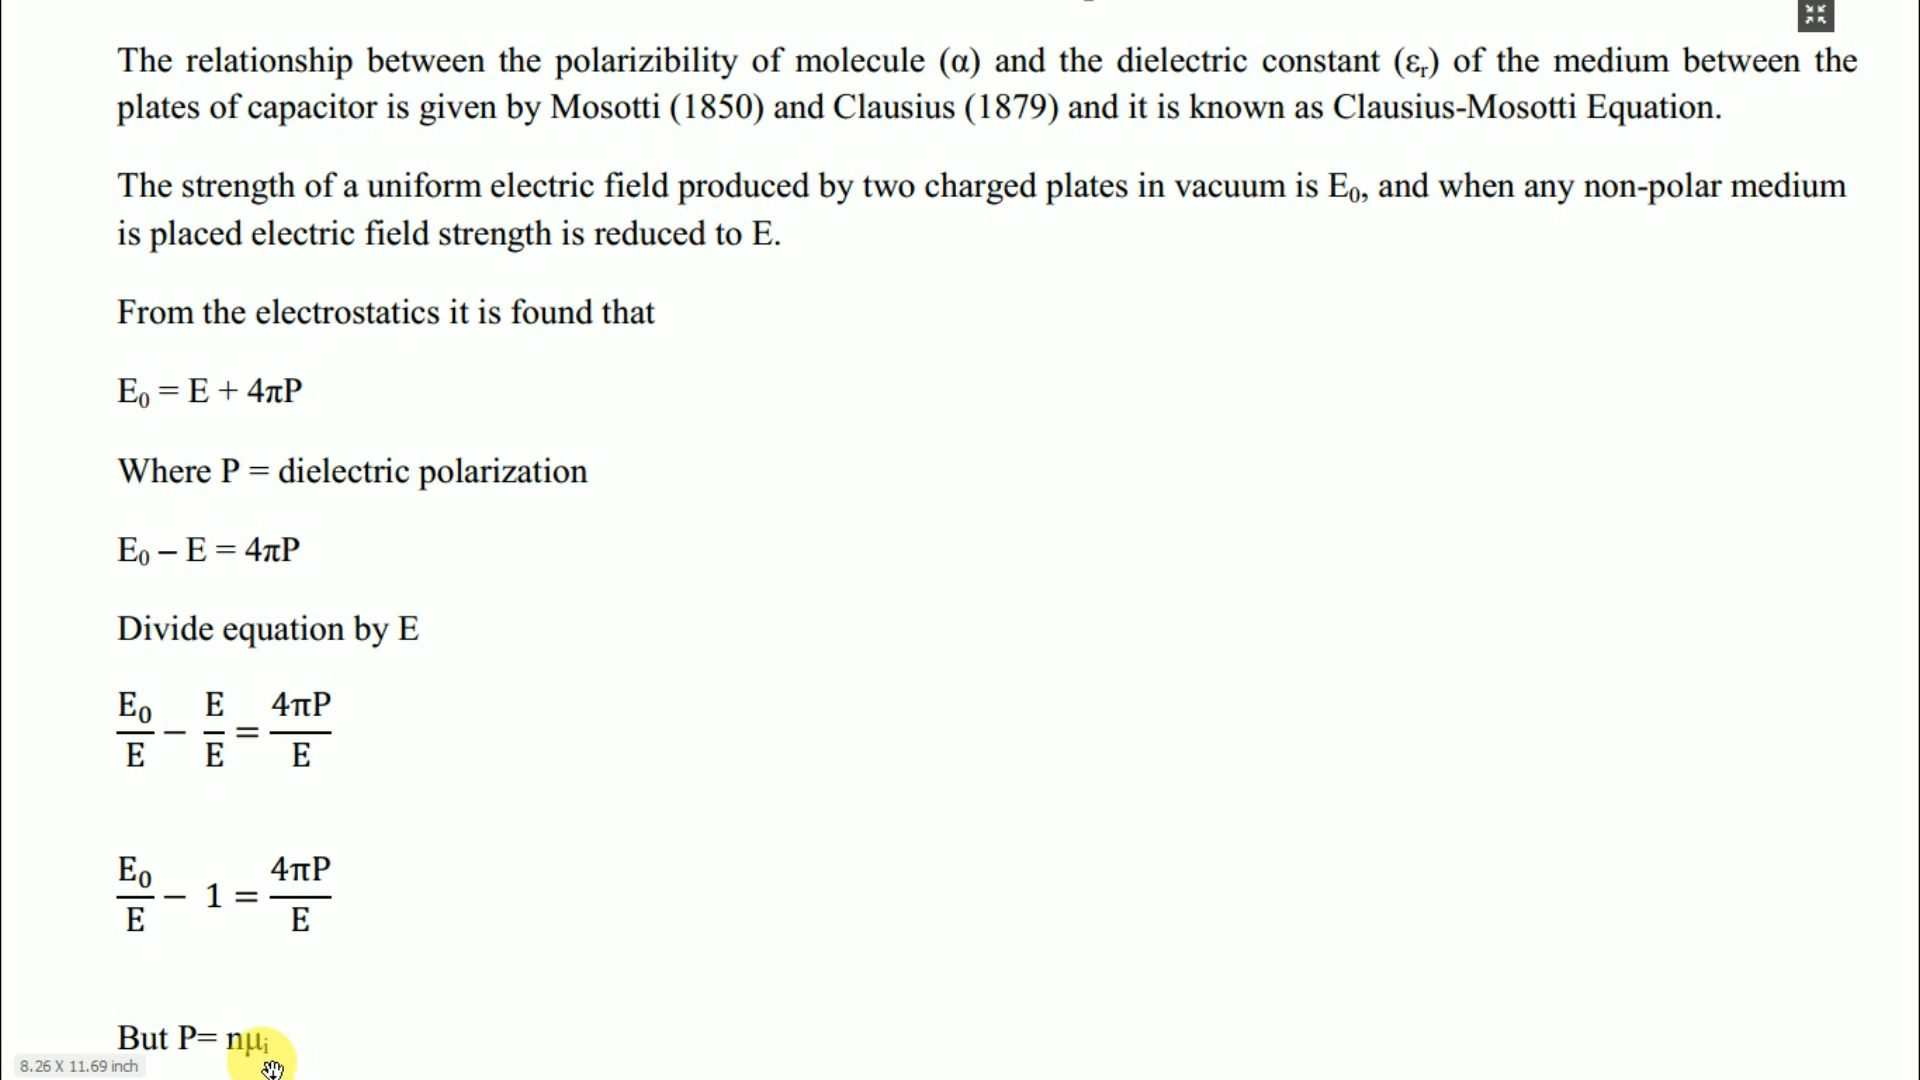 The relationship between the polarizibility of molecule (α) and the dielectric constant (εᵣ) of the medium between the
plates of capacitor is given by Mosotti (1850) and Clausius (1879) and it is known as Clausius-Mosotti Equation.
The strength of a uniform electric field produced by two charged plates in vacuum is E₀, and when any non-polar medium
is placed electric field strength is reduced to E.
From the electrostatics it is found that
E₀ = E + 4πP
Where P = dielectric polarization
E₀ – E = 4πP
Divide equation by E
E₀/E − E/E = 4πP/E
E₀/E − 1 = 4πP/E
But P= nμᵢ
8.26 X 11.69 inch